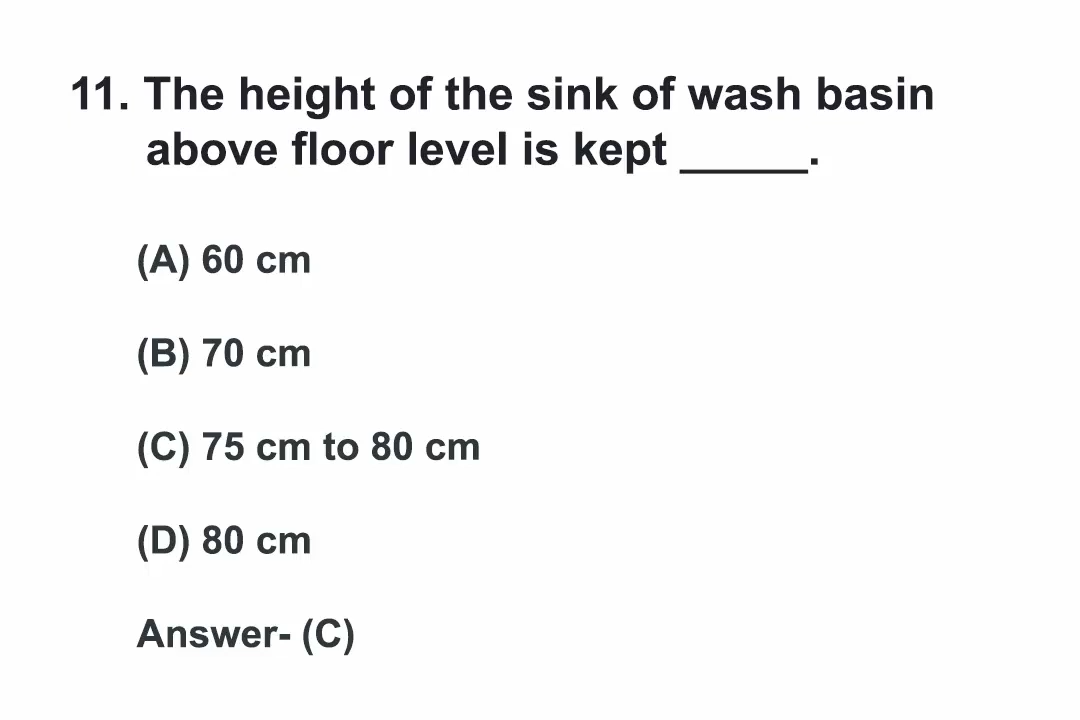 11. The height of the sink of wash basin
above floor level is kept _____.
(A) 60 cm
(B) 70 cm
(C) 75 cm to 80 cm
(D) 80 cm
Answer- (C)